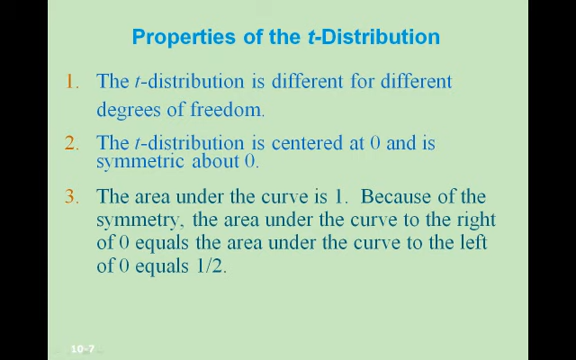 Properties of the t-Distribution
1. The t-distribution is different for different
degrees of freedom.
2. The t-distribution is centered at 0 and is
symmetric about 0.
3. The area under the curve is 1. Because of the
symmetry, the area under the curve to the right
of 0 equals the area under the curve to the left
of 0 equals 1/2.
10-7